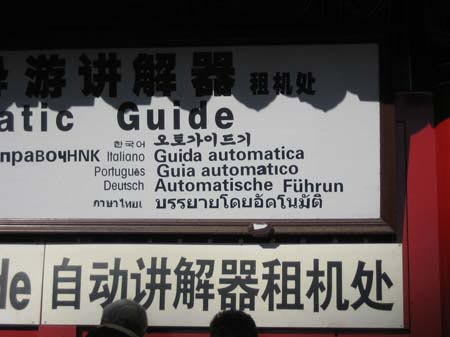 导游讲解器 租机处
atic Guide
한국어 오토가이드기
правочнNK Italiano Guida automatica
Portugues Guia automatico
Deutsch Automatische Führun
ภาษาไทย บรรยายโดยอัตโนมัติ
de 自动讲解器租机处